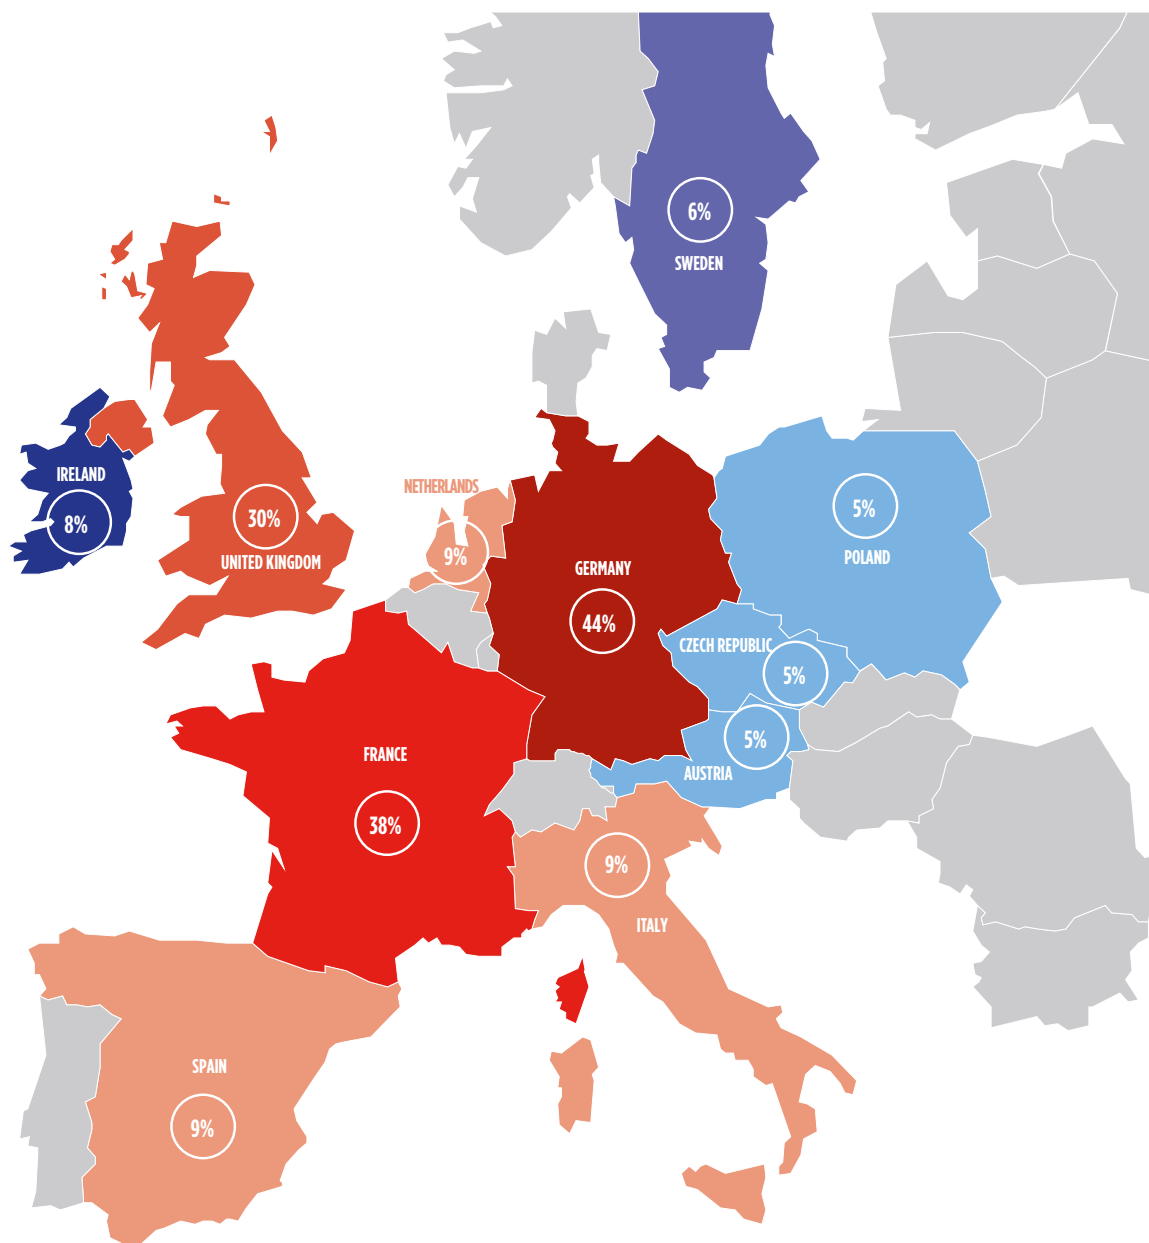 6%
SWEDEN
IRELAND
8%
30%
UNITED KINGDOM
NETHERLANDS
9%
GERMANY
44%
5%
POLAND
CZECH REPUBLIC
5%
5%
AUSTRIA
FRANCE
38%
9%
ITALY
SPAIN
9%